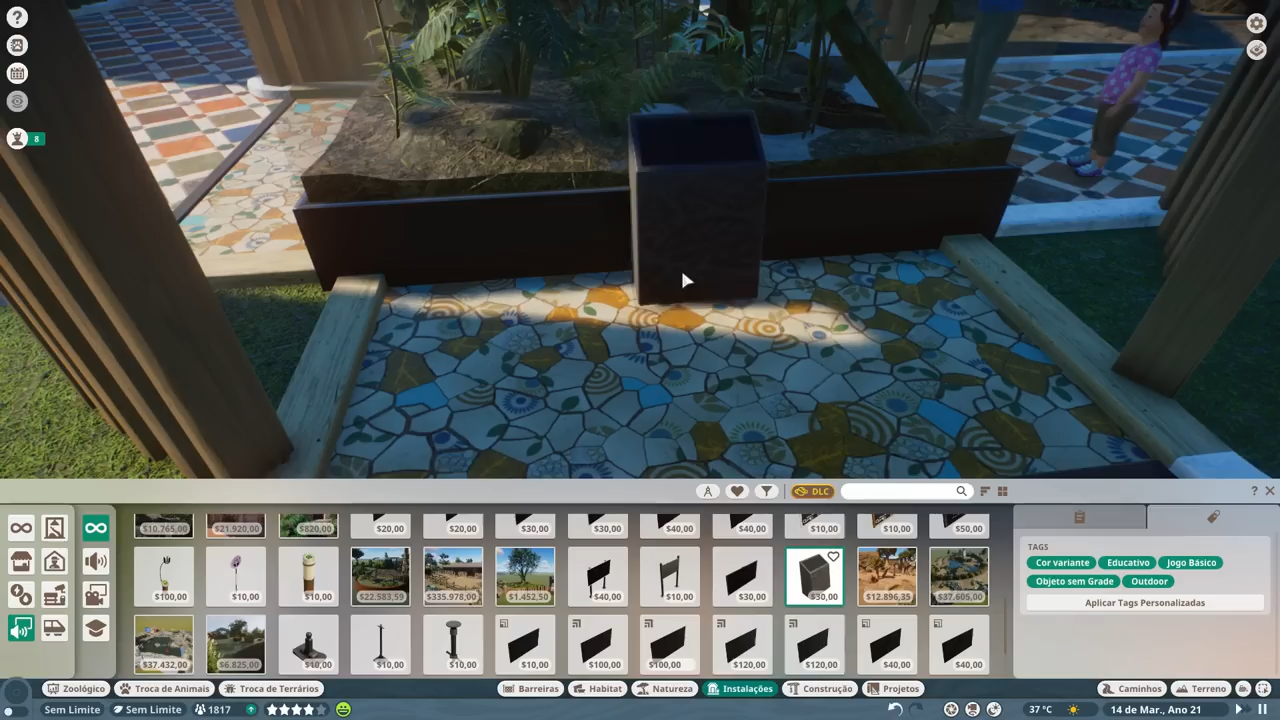 ?
8
DLC
?
$10.765,00 $21.920,00 $820,00 $20,00 $20,00 $30,00 $30,00 $40,00 $40,00 $10,00 $10,00 $50,00
$100,00 $10,00 $10,00 $22.583,59 $335.978,00 $1.452,50 $40,00 $10,00 $30,00 $30,00 $12.896,35 $37.605,00
$37.432,00 $6.825,00 $10,00 $10,00 $10,00 $10,00 $100,00 $100,00 $120,00 $120,00 $40,00 $40,00
TAGS
Cor variante Educativo Jogo Básico
Objeto sem Grade Outdoor
Aplicar Tags Personalizadas
Zoológico Troca de Animais Troca de Terrários Barreiras Habitat Natureza Instalações Construção Projetos Caminhos Terreno
Sem Limite Sem Limite 1817 37 °C 14 de Mar., Ano 21